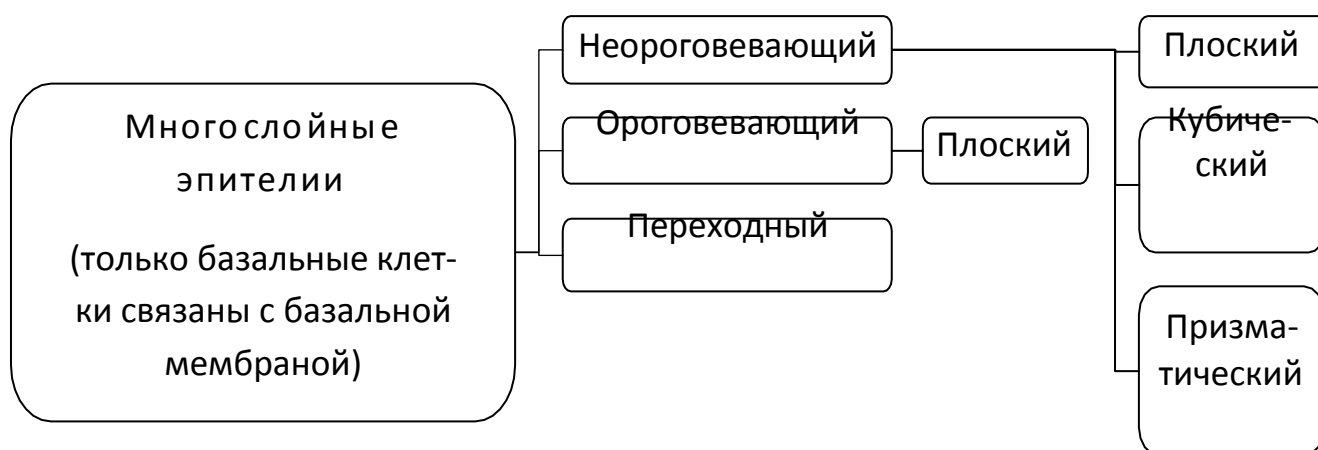 Многослойные
эпителии
(только базальные клет-
ки связаны с базальной
мембраной)
Неороговевающий
Ороговевающий
Переходный
Плоский
Плоский
Кубиче-
ский
Призма-
тический